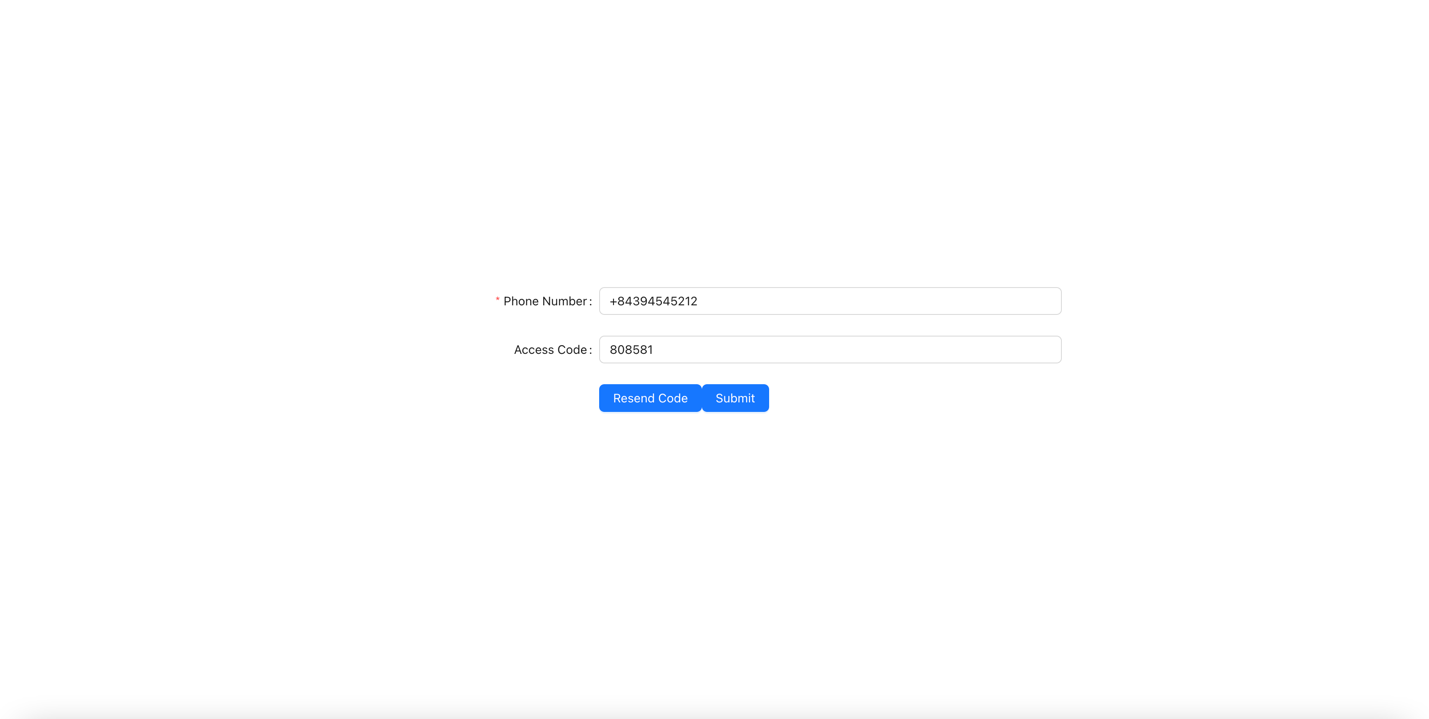 * Phone Number: +84394545212
Access Code: 808581
Resend Code Submit